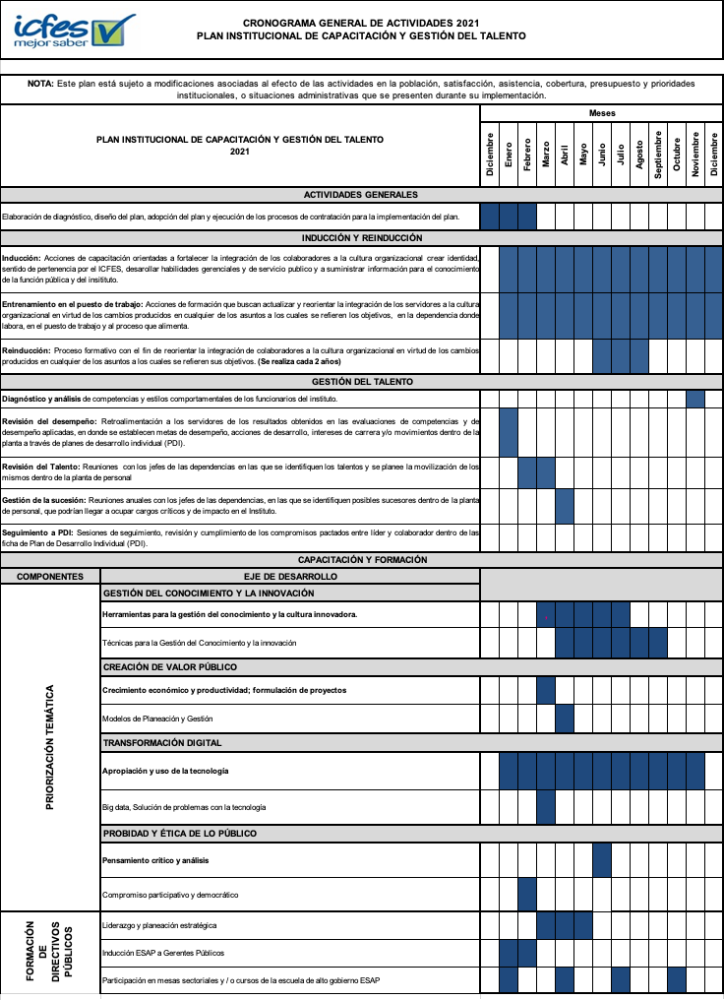 icfes
mejor saber
CRONOGRAMA GENERAL DE ACTIVIDADES 2021
PLAN INSTITUCIONAL DE CAPACITACIÓN Y GESTIÓN DEL TALENTO
NOTA: Este plan está sujeto a modificaciones asociadas al efecto de las actividades en la población, satisfacción, asistencia, cobertura, presupuesto y prioridades
institucionales, o situaciones administrativas que se presenten durante su implementación.
PLAN INSTITUCIONAL DE CAPACITACIÓN Y GESTIÓN DEL TALENTO
2021
Meses
Diciembre
Enero
Febrero
Marzo
Abril
Mayo
Junio
Julio
Agosto
Septiembre
Octubre
Noviembre
Diciembre
ACTIVIDADES GENERALES
Elaboración de diagnóstico, diseño del plan, adopción del plan y ejecución de los procesos de contratación para la implementación del plan.
INDUCCIÓN Y REINDUCCIÓN
Inducción: Acciones de capacitación orientadas a fortalecer la integración de los colaboradores a la cultura organizacional crear identidad,
sentido de pertenencia por el ICFES, desarollar habilidades gerenciales y de servicio publico y a suministrar información para el conocimiento
de la función pública y del insitituto.
Entrenamiento en el puesto de trabajo: Acciones de formación que buscan actualizar y reorientar la integración de los servidores a la cultura
organizacional en virtud de los cambios producidos en cualquier de los asuntos a los cuales se refieren los objetivos, en la dependencia donde
labora, en el puesto de trabajo y al proceso que alimenta.
Reinducción: Proceso formativo con el fin de reorientar la integración de colaboradores a la cultura organizacional en virtud de los cambios
producidos en cualquier de los asuntos a los cuales se refieren sus objetivos. (Se realiza cada 2 años)
GESTIÓN DEL TALENTO
Diagnóstico y análisis de competencias y estilos comportamentales de los funcionarios del instituto.
Revisión del desempeño: Retroalimentación a los servidores de los resultados obtenidos en las evaluaciones de competencias y de
desempeño aplicadas, en donde se establecen metas de desempeño, acciones de desarrollo, intereses de carrera y/o movimientos dentro de la
planta a través de planes de desarrollo individual (PDI).
Revisión del Talento: Reuniones con los jefes de las dependencias en las que se identifiquen los talentos y se planee la movilización de los
mismos dentro de la planta de personal
Gestión de la sucesión: Reuniones anuales con los jefes de las dependencias, en las que se identifiquen posibles sucesores dentro de la planta
de personal, que podrían llegar a ocupar cargos críticos y de impacto en el Instituto.
Seguimiento a PDI: Sesiones de seguimiento, revisión y cumplimiento de los compromisos pactados entre líder y colaborador dentro de las
ficha de Plan de Desarrollo Individual (PDI).
CAPACITACIÓN Y FORMACIÓN
COMPONENTES
EJE DE DESARROLLO
PRIORIZACIÓN TEMÁTICA
GESTIÓN DEL CONOCIMIENTO Y LA INNOVACIÓN
Herramientas para la gestión del conocimiento y la cultura innovadora.
Técnicas para la Gestión del Conocimiento y la innovación
CREACIÓN DE VALOR PÚBLICO
Crecimiento económico y productividad; formulación de proyectos
Modelos de Planeación y Gestión
TRANSFORMACIÓN DIGITAL
Apropiación y uso de la tecnología
Big data, Solución de problemas con la tecnología
PROBIDAD Y ÉTICA DE LO PÚBLICO
Pensamiento crítico y análisis
Compromiso participativo y democrático
FORMACIÓN
DE
DIRECTIVOS
PÚBLICOS
Liderazgo y planeación estratégica
Inducción ESAP a Gerentes Públicos
Participación en mesas sectoriales y / o cursos de la escuela de alto gobierno ESAP